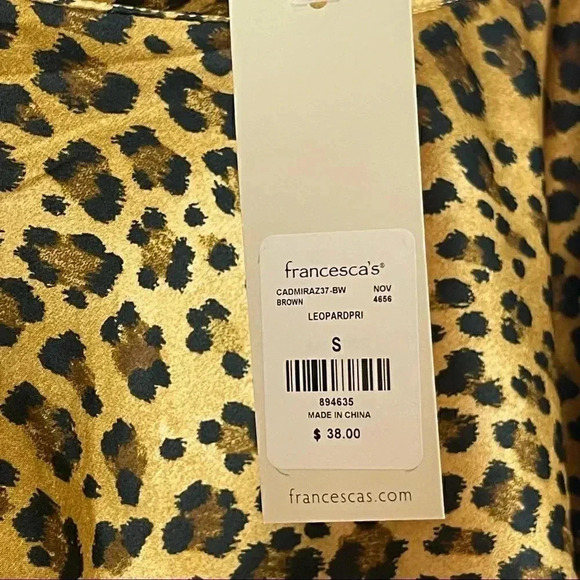 francesca's®
CADMIRAZ37-BW NOV
BROWN 4656
LEOPARDPRI
S
894635
MADE IN CHINA
$ 38.00
francescas.com